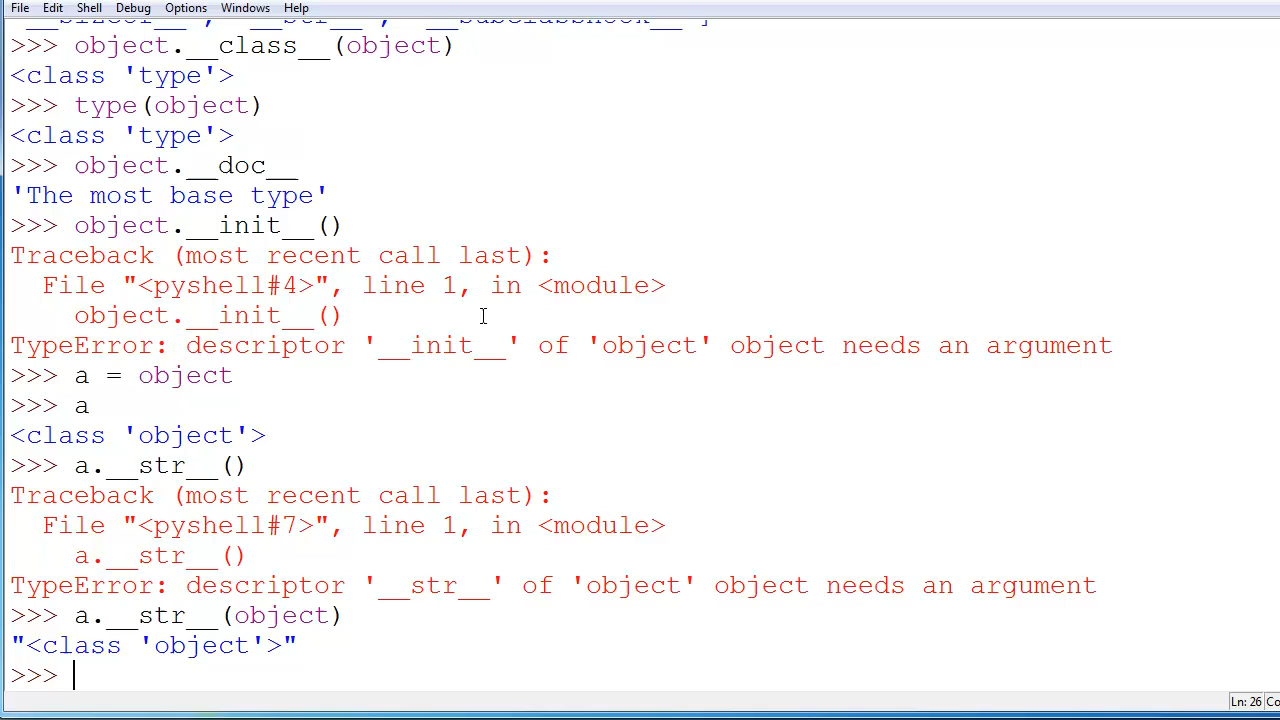 File Edit Shell Debug Options Windows Help
'__sizeof__', '__str__', '__subclasshook__']
>>> object.__class__(object)
<class 'type'>
>>> type(object)
<class 'type'>
>>> object.__doc__
'The most base type'
>>> object.__init__()
Traceback (most recent call last):
  File "<pyshell#4>", line 1, in <module>
    object.__init__()
TypeError: descriptor '__init__' of 'object' object needs an argument
>>> a = object
>>> a
<class 'object'>
>>> a.__str__()
Traceback (most recent call last):
  File "<pyshell#7>", line 1, in <module>
    a.__str__()
TypeError: descriptor '__str__' of 'object' object needs an argument
>>> a.__str__(object)
"<class 'object'>"
>>>
Ln: 26 Co